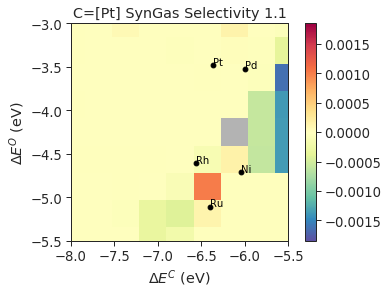 C=[Pt] SynGas Selectivity 1.1
−3.0
−3.5
−4.0
−4.5
−5.0
−5.5
ΔE^O (eV)
Pt
Pd
Rh
Ni
Ru
−8.0 −7.5 −7.0 −6.5 −6.0 −5.5
ΔE^C (eV)
0.0015
0.0010
0.0005
0.0000
−0.0005
−0.0010
−0.0015